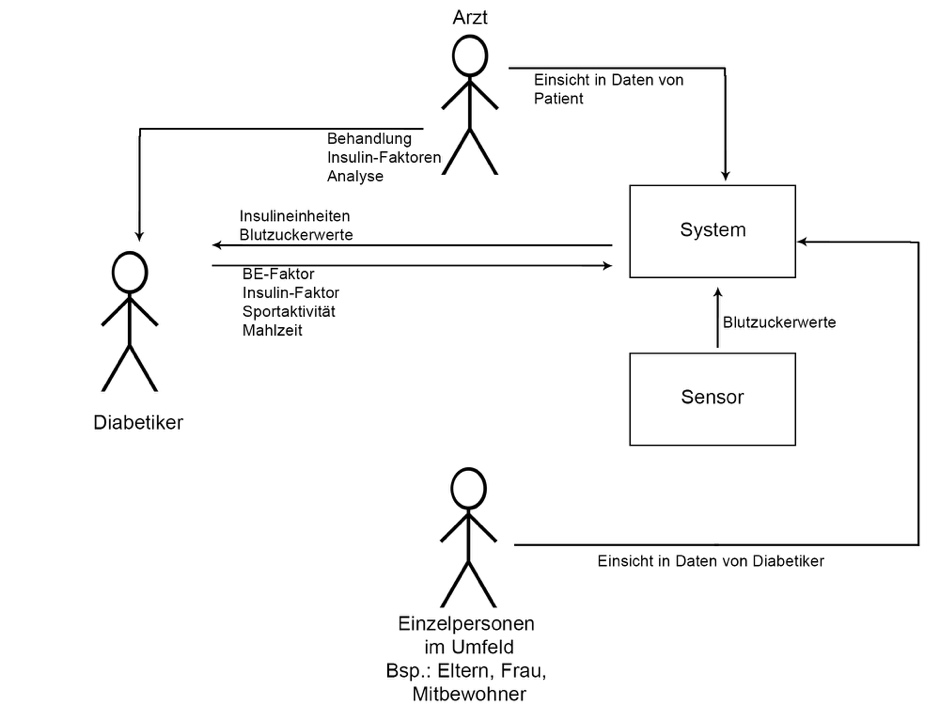 Arzt
Einsicht in Daten von
Patient
Behandlung
Insulin-Faktoren
Analyse
Insulineinheiten
Blutzuckerwerte
System
BE-Faktor
Insulin-Faktor
Sportaktivität
Mahlzeit
Blutzuckerwerte
Sensor
Diabetiker
Einsicht in Daten von Diabetiker
Einzelpersonen
im Umfeld
Bsp.: Eltern, Frau,
Mitbewohner